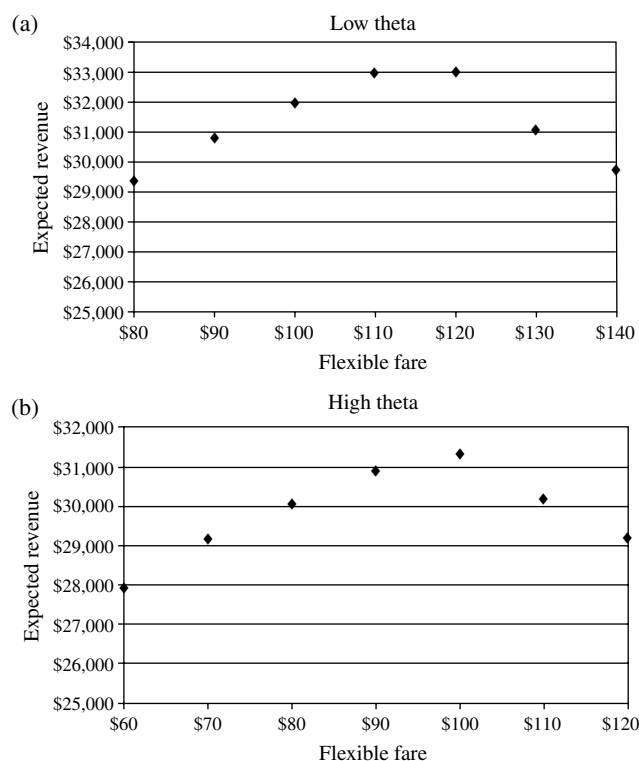 (a)
Low theta
Expected revenue
$34,000
$33,000
$32,000
$31,000
$30,000
$29,000
$28,000
$27,000
$26,000
$25,000
$80 $90 $100 $110 $120 $130 $140
Flexible fare
(b)
High theta
Expected revenue
$32,000
$31,000
$30,000
$29,000
$28,000
$27,000
$26,000
$25,000
$60 $70 $80 $90 $100 $110 $120
Flexible fare